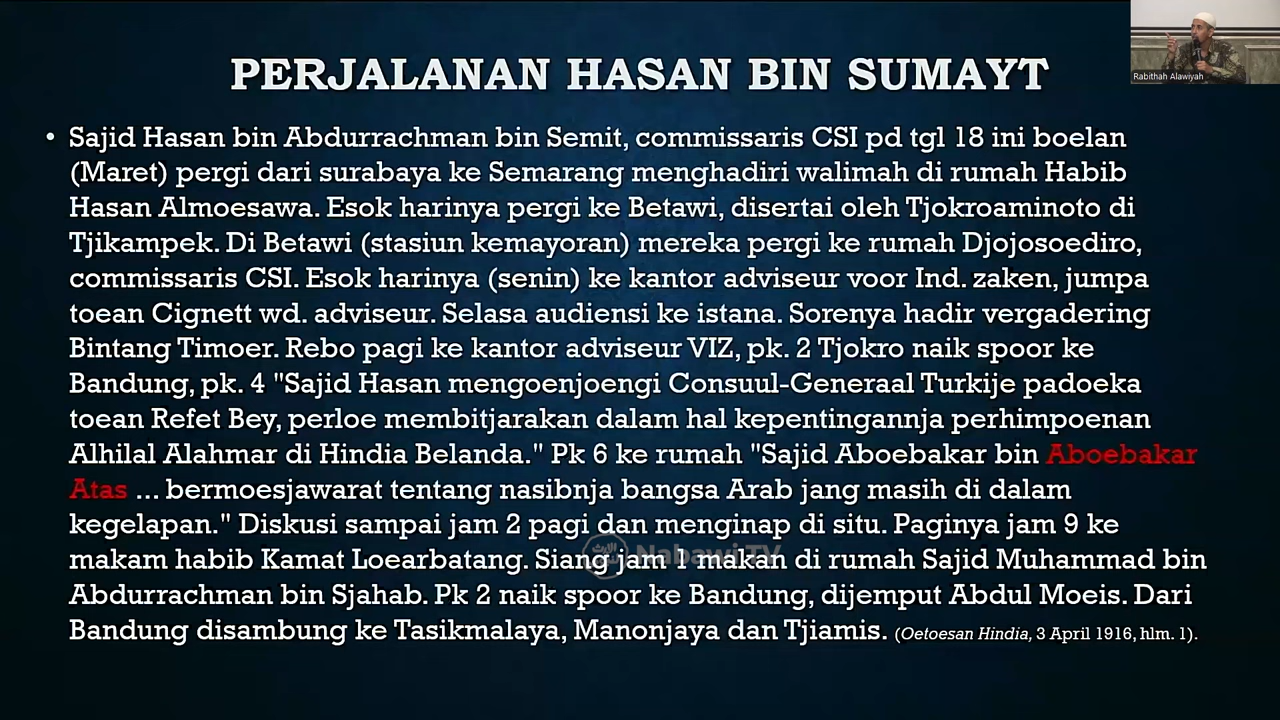 PERJALANAN HASAN BIN SUMAYT
Rabithah Alawiyah
• Sajid Hasan bin Abdurrachman bin Semit, commissaris CSI pd tgl 18 ini boelan
(Maret) pergi dari surabaya ke Semarang menghadiri walimah di rumah Habib
Hasan Almoesawa. Esok harinya pergi ke Betawi, disertai oleh Tjokroaminoto di
Tjikampek. Di Betawi (stasiun kemayoran) mereka pergi ke rumah Djojosoediro,
commissaris CSI. Esok harinya (senin) ke kantor adviseur voor Ind. zaken, jumpa
toean Cignett wd. adviseur. Selasa audiensi ke istana. Sorenya hadir vergadering
Bintang Timoer. Rebo pagi ke kantor adviseur VIZ, pk. 2 Tjokro naik spoor ke
Bandung, pk. 4 "Sajid Hasan mengoenjoengi Consuul-Generaal Turkije padoeka
toean Refet Bey, perloe membitjarakan dalam hal kepentingannja perhimpoenan
Alhilal Alahmar di Hindia Belanda." Pk 6 ke rumah "Sajid Aboebakar bin Aboebakar
Atas ... bermoesjawarat tentang nasibnja bangsa Arab jang masih di dalam
kegelapan." Diskusi sampai jam 2 pagi dan menginap di situ. Paginya jam 9 ke
makam habib Kamat Loearbatang. Siang jam 1 makan di rumah Sajid Muhammad bin
Abdurrachman bin Sjahab. Pk 2 naik spoor ke Bandung, dijemput Abdul Moeis. Dari
Bandung disambung ke Tasikmalaya, Manonjaya dan Tjiamis. (Oetoesan Hindia, 3 April 1916, hlm. 1).
Nabawi TV